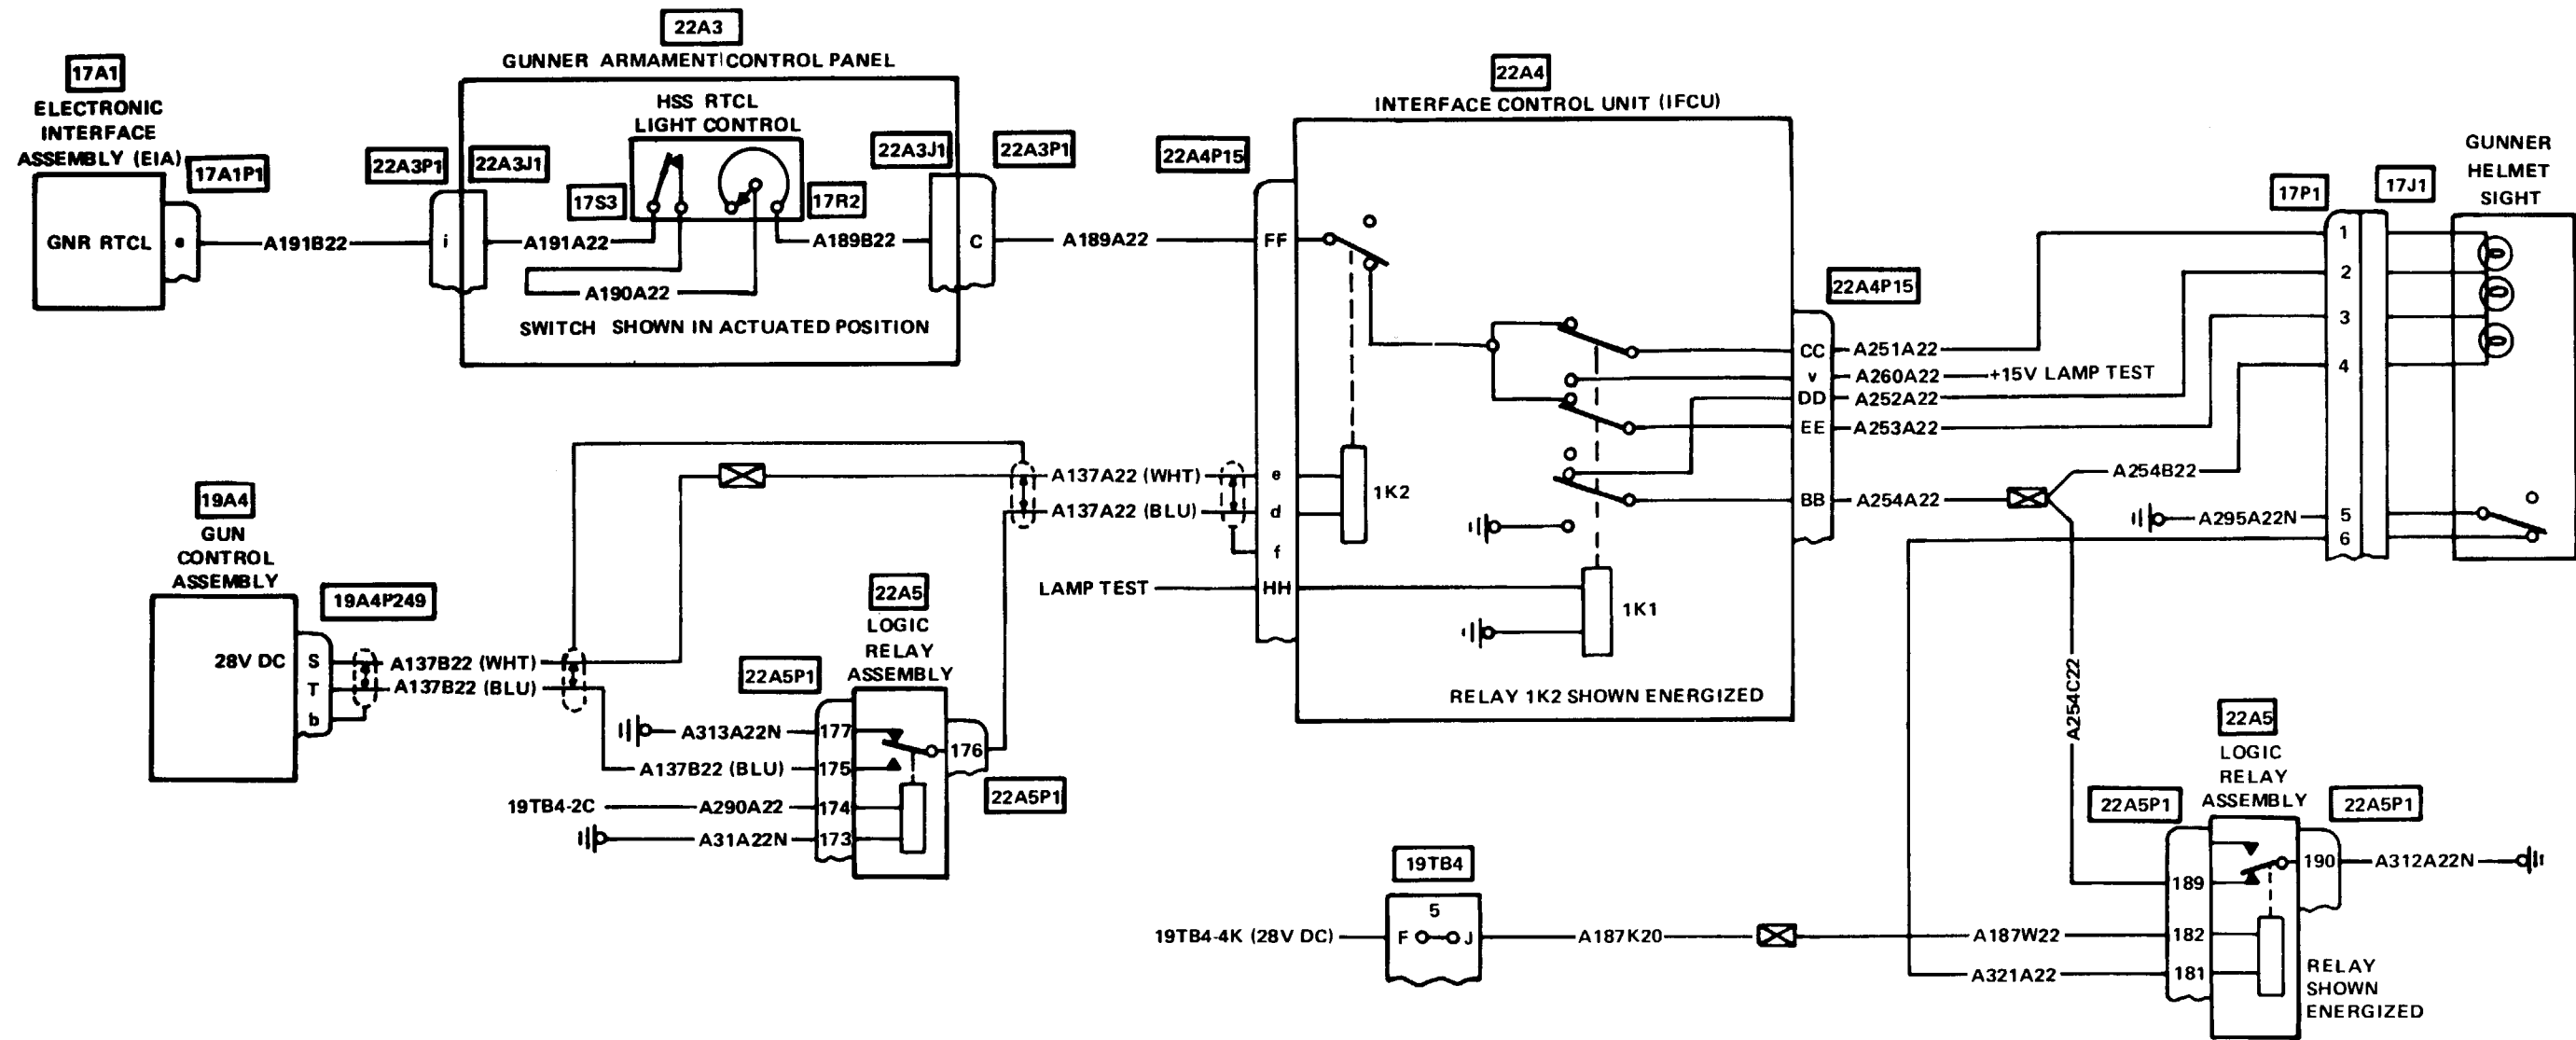 22A3
GUNNER ARMAMENT CONTROL PANEL
17A1
ELECTRONIC
INTERFACE
ASSEMBLY (EIA)
17A1P1
GNR RTCL
e
A191B22
22A3P1
22A3J1
i
A191A22
HSS RTCL
LIGHT CONTROL
17S3
17R2
A190A22
A189B22
SWITCH SHOWN IN ACTUATED POSITION
22A3J1
22A3P1
C
A189A22
22A4
INTERFACE CONTROL UNIT (IFCU)
22A4P15
FF
e
d
f
HH
1K2
1K1
RELAY 1K2 SHOWN ENERGIZED
22A4P15
CC
v
DD
EE
BB
A251A22
A260A22
+15V LAMP TEST
A252A22
A253A22
A254A22
A254B22
A295A22N
17P1
17J1
GUNNER
HELMET
SIGHT
1
2
3
4
5
6
19A4
GUN
CONTROL
ASSEMBLY
19A4P249
28V DC
S
T
b
A137B22 (WHT)
A137B22 (BLU)
A137A22 (WHT)
A137A22 (BLU)
LAMP TEST
22A5
LOGIC
RELAY
ASSEMBLY
22A5P1
A313A22N
177
A137B22 (BLU)
175
19TB4-2C
A290A22
174
A31A22N
173
176
22A5P1
A254C22
19TB4
5
19TB4-4K (28V DC)
F
J
A187K20
A187W22
A321A22
22A5
LOGIC
RELAY
ASSEMBLY
22A5P1
22A5P1
189
182
181
190
A312A22N
RELAY
SHOWN
ENERGIZED